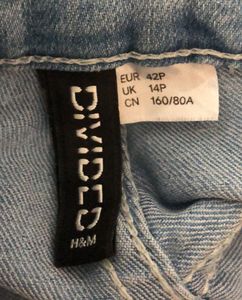 DIVIDED
H&M
EUR 42P
UK 14P
CN 160/80A